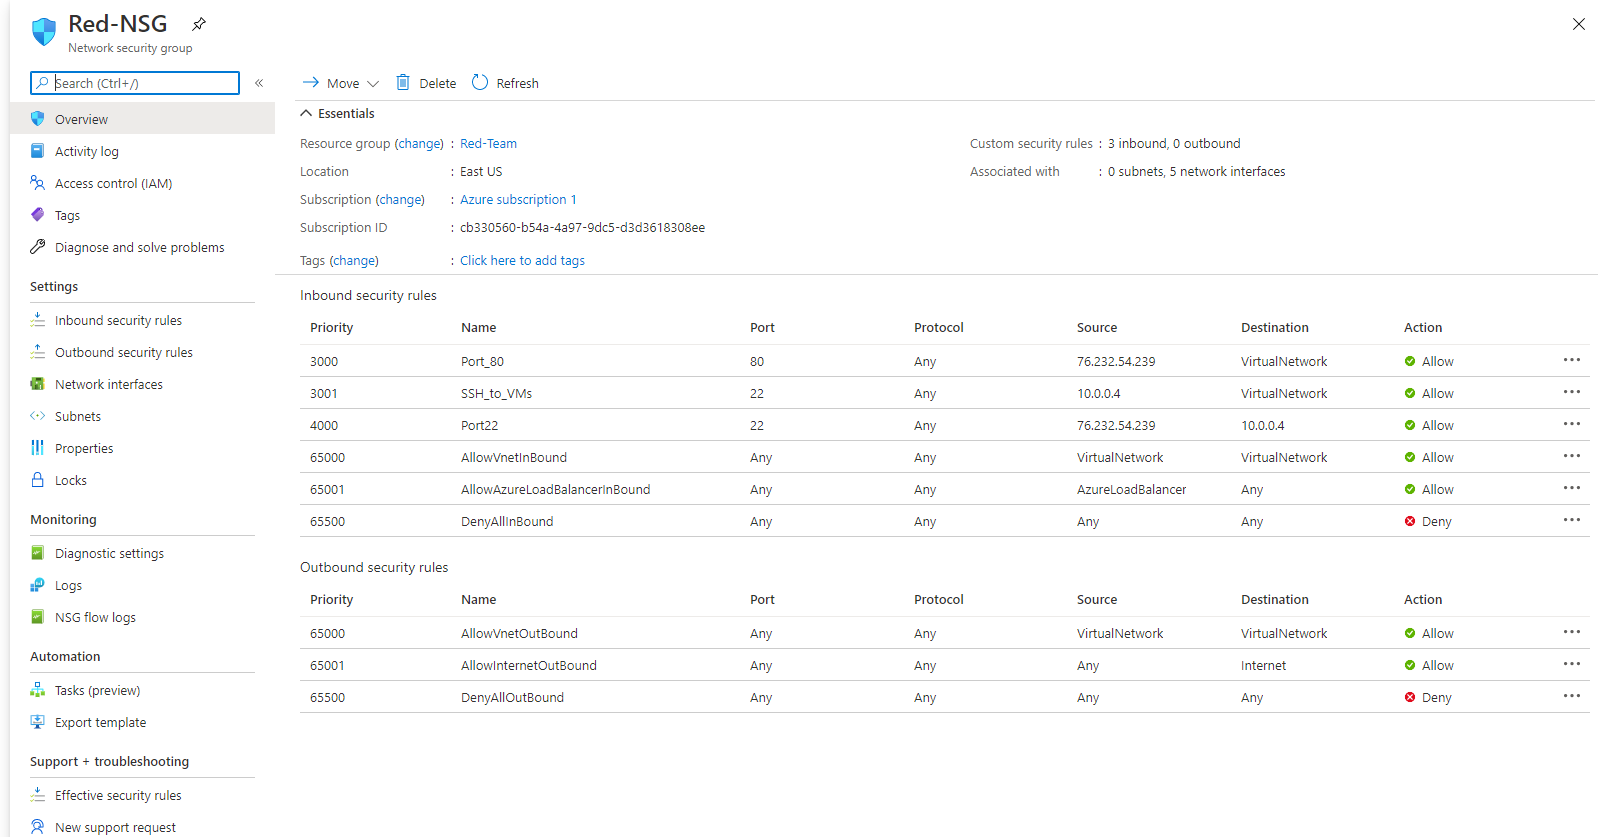 Red-NSG
Network security group
Search (Ctrl+/)
«
Overview
Activity log
Access control (IAM)
Tags
Diagnose and solve problems
Settings
Inbound security rules
Outbound security rules
Network interfaces
Subnets
Properties
Locks
Monitoring
Diagnostic settings
Logs
NSG flow logs
Automation
Tasks (preview)
Export template
Support + troubleshooting
Effective security rules
New support request
Move Delete Refresh
Essentials
Resource group (change) : Red-Team
Location : East US
Subscription (change) : Azure subscription 1
Subscription ID : cb330560-b54a-4a97-9dc5-d3d3618308ee
Tags (change) : Click here to add tags
Custom security rules : 3 inbound, 0 outbound
Associated with : 0 subnets, 5 network interfaces
Inbound security rules
Priority Name Port Protocol Source Destination Action
3000 Port_80 80 Any 76.232.54.239 VirtualNetwork Allow ...
3001 SSH_to_VMs 22 Any 10.0.0.4 VirtualNetwork Allow ...
4000 Port22 22 Any 76.232.54.239 10.0.0.4 Allow ...
65000 AllowVnetInBound Any Any VirtualNetwork VirtualNetwork Allow ...
65001 AllowAzureLoadBalancerInBound Any Any AzureLoadBalancer Any Allow ...
65500 DenyAllInBound Any Any Any Any Deny ...
Outbound security rules
Priority Name Port Protocol Source Destination Action
65000 AllowVnetOutBound Any Any VirtualNetwork VirtualNetwork Allow ...
65001 AllowInternetOutBound Any Any Any Internet Allow ...
65500 DenyAllOutBound Any Any Any Any Deny ...